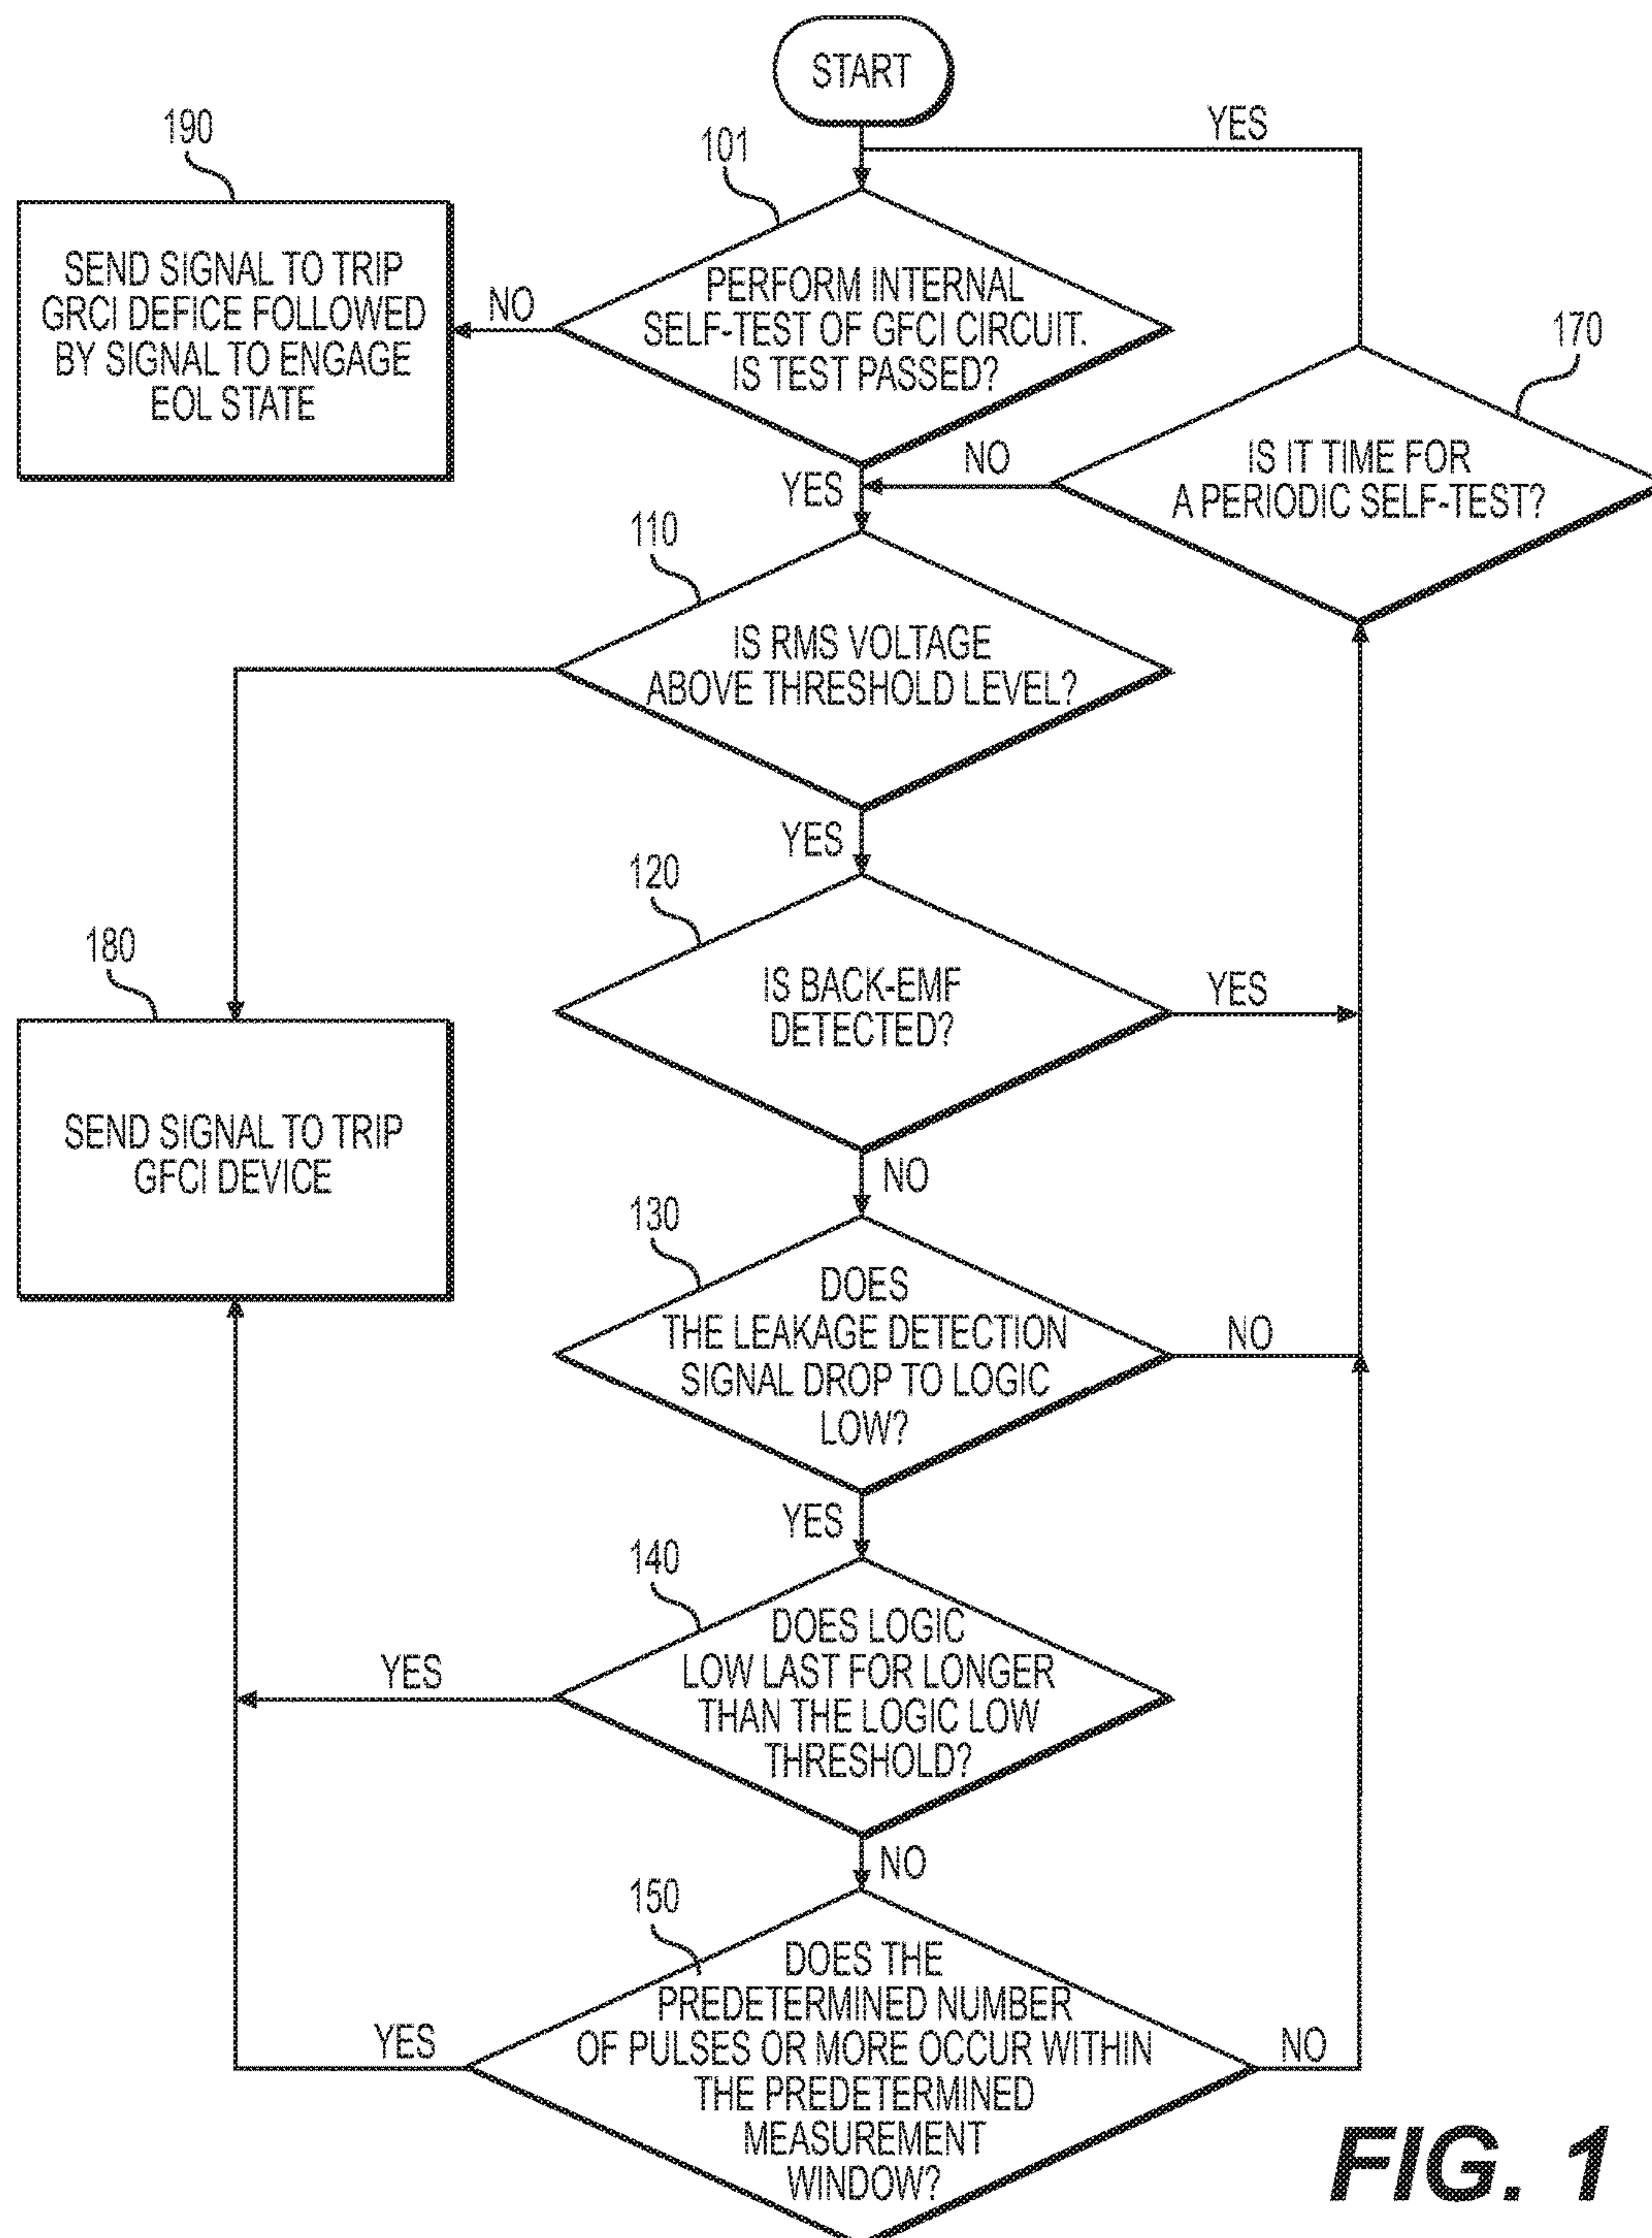 START
YES
190
101
SEND SIGNAL TO TRIP
GRCI DEFICE FOLLOWED
BY SIGNAL TO ENGAGE
EOL STATE
NO
PERFORM INTERNAL
SELF-TEST OF GFCI CIRCUIT.
IS TEST PASSED?
170
IS IT TIME FOR
A PERIODIC SELF-TEST?
NO
YES
110
IS RMS VOLTAGE
ABOVE THRESHOLD LEVEL?
YES
120
IS BACK-EMF
DETECTED?
YES
180
SEND SIGNAL TO TRIP
GFCI DEVICE
NO
130
DOES
THE LEAKAGE DETECTION
SIGNAL DROP TO LOGIC
LOW?
NO
YES
140
DOES LOGIC
LOW LAST FOR LONGER
THAN THE LOGIC LOW
THRESHOLD?
YES
NO
150
DOES THE
PREDETERMINED NUMBER
OF PULSES OR MORE OCCUR WITHIN
THE PREDETERMINED
MEASUREMENT
WINDOW?
YES
NO
FIG. 1